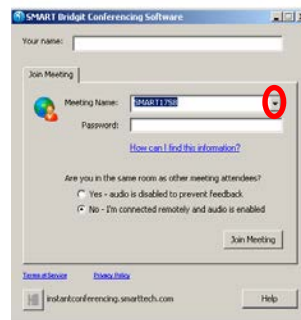 SMART Bridgit Conferencing Software
Your name:
Join Meeting
Meeting Name: SMART1758
Password:
How can I find this information?
Are you in the same room as other meeting attendees?
Yes - audio is disabled to prevent feedback
No - I'm connected remotely and audio is enabled
Join Meeting
Terms of Service Privacy Policy
instantconferencing.smarttech.com Help